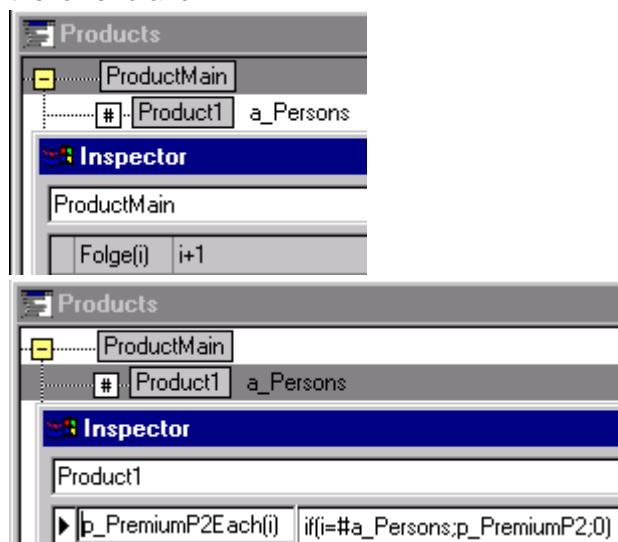 Products
ProductMain
# Product1 a_Persons
Inspector
ProductMain
Folge(i) i+1
Products
ProductMain
# Product1 a_Persons
Inspector
Product1
p_PremiumP2Each(i) if(i=#a_Persons;p_PremiumP2;0)